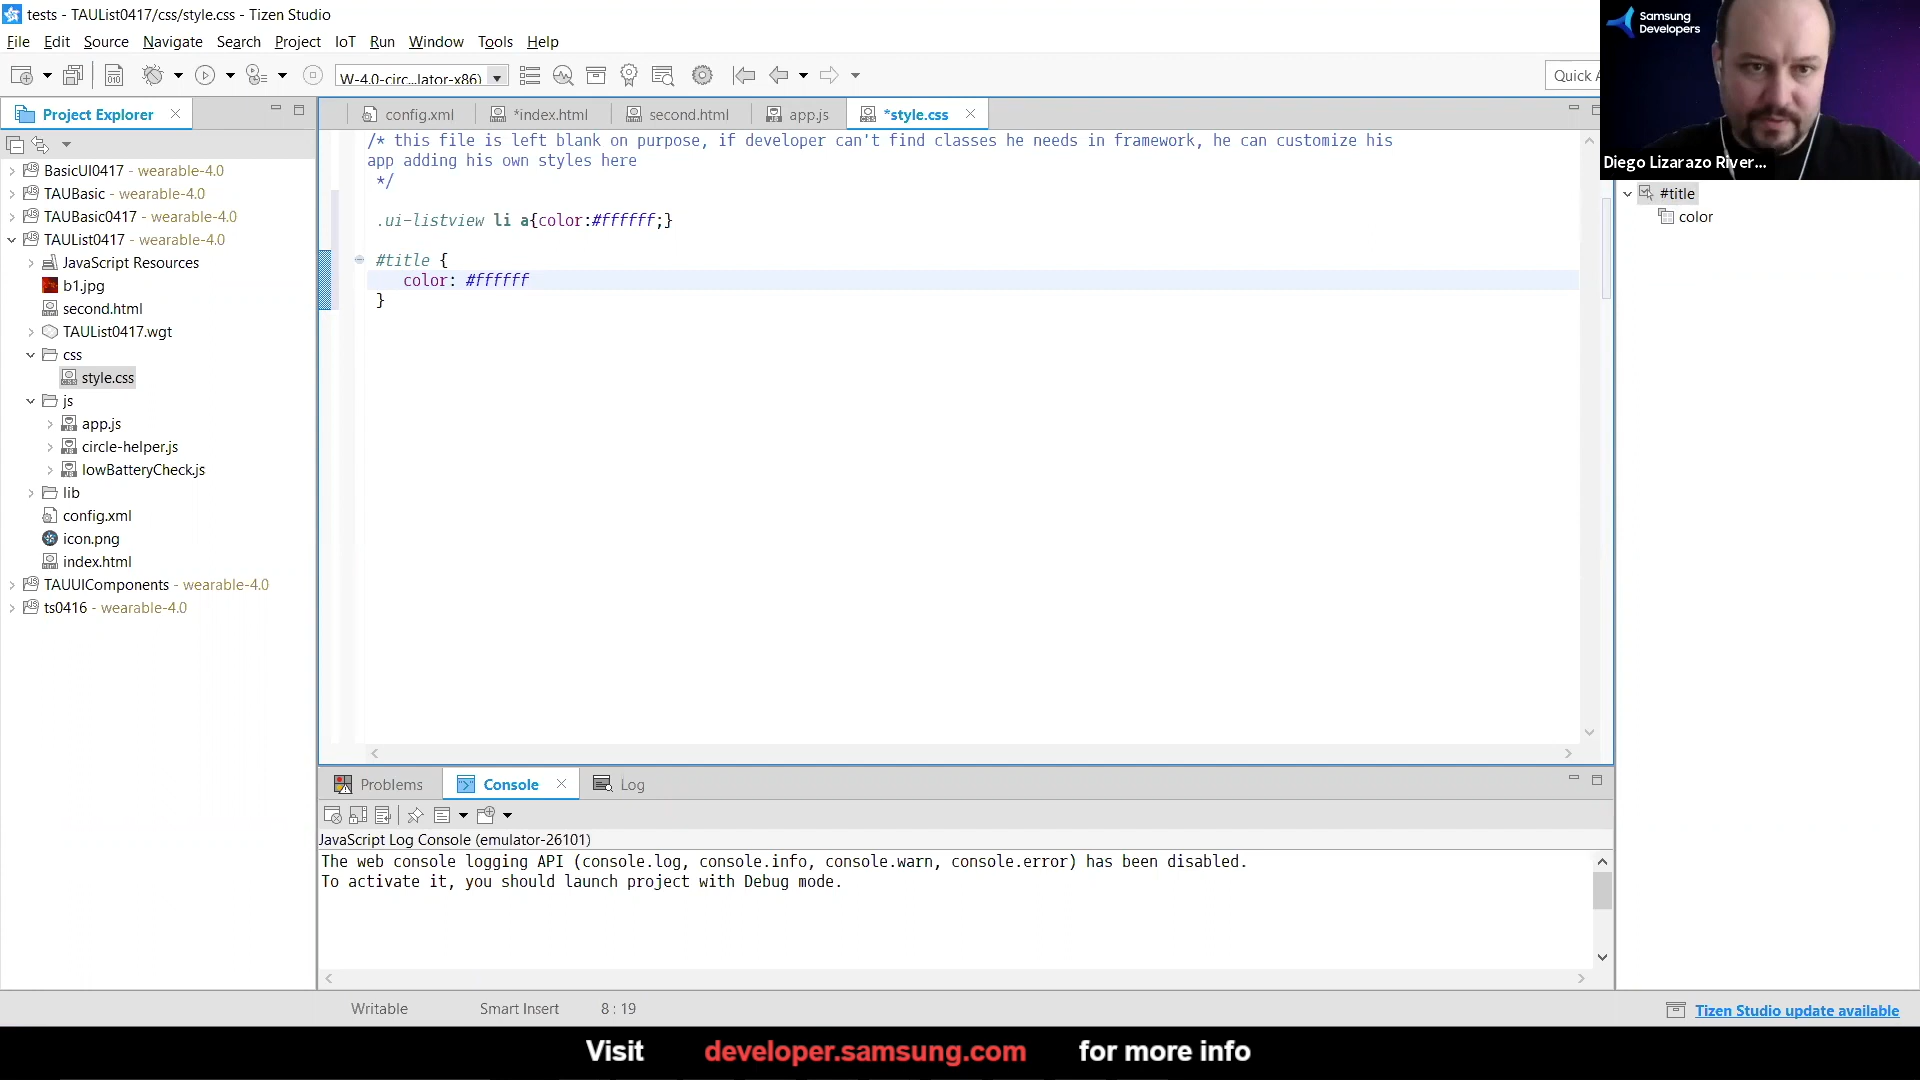 tests - TAUList0417/css/style.css - Tizen Studio
File Edit Source Navigate Search Project IoT Run Window Tools Help
W-4.0-circ...lator-x86)
Quick A
Samsung
Developers
Diego Lizarazo River...
Project Explorer
config.xml
*index.html
second.html
app.js
*style.css
BasicUI0417 - wearable-4.0
TAUBasic - wearable-4.0
TAUBasic0417 - wearable-4.0
TAUList0417 - wearable-4.0
JavaScript Resources
b1.jpg
second.html
TAUList0417.wgt
css
style.css
js
app.js
circle-helper.js
lowBatteryCheck.js
lib
config.xml
icon.png
index.html
TAUUIComponents - wearable-4.0
ts0416 - wearable-4.0
/* this file is left blank on purpose, if developer can't find classes he needs in framework, he can customize his
app adding his own styles here
*/
.ui-listview li a{color:#ffffff;}
#title {
color: #ffffff
}
#title
color
Problems
Console
Log
JavaScript Log Console (emulator-26101)
The web console logging API (console.log, console.info, console.warn, console.error) has been disabled.
To activate it, you should launch project with Debug mode.
Writable
Smart Insert
8 : 19
Tizen Studio update available
Visit developer.samsung.com for more info